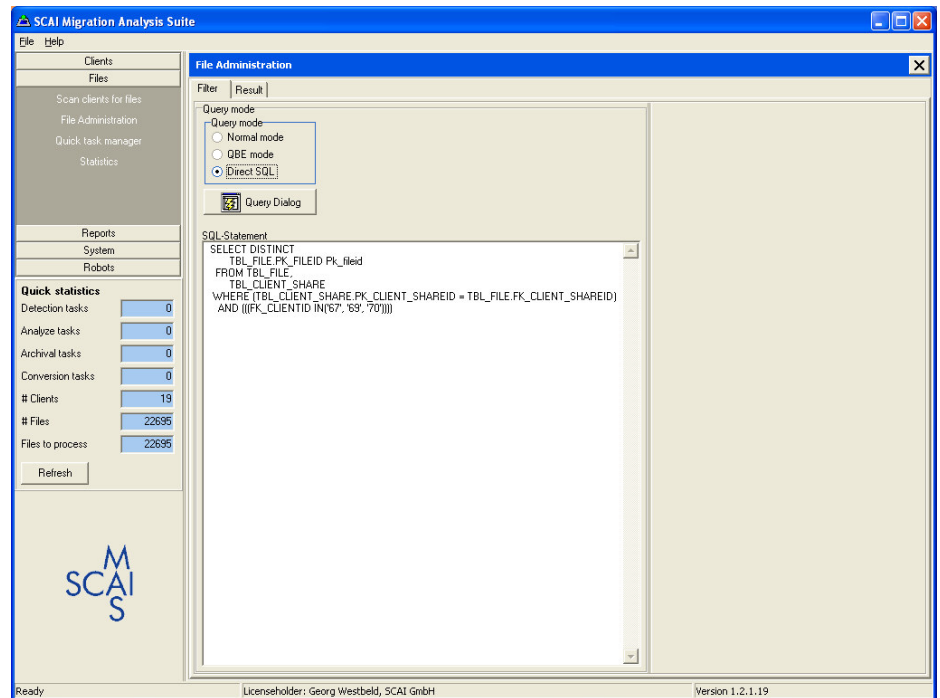 SCAI Migration Analysis Suite
File Help
Clients
Files
Scan clients for files
File Administration
Quick task manager
Statistics
Reports
System
Robots
Quick statistics
Detection tasks 0
Analyze tasks 0
Archival tasks 0
Conversion tasks 0
# Clients 19
# Files 22695
Files to process 22695
Refresh
M
SCAI
S
File Administration
Filter Result
Query mode
Query mode
Normal mode
QBE mode
Direct SQL
Query Dialog
SQL-Statement
SELECT DISTINCT
TBL_FILE.PK_FILEID Pk_fileid
FROM TBL_FILE,
TBL_CLIENT_SHARE
WHERE (TBL_CLIENT_SHARE.PK_CLIENT_SHAREID = TBL_FILE.FK_CLIENT_SHAREID)
AND (((FK_CLIENTID IN('67', '69', '70'))))
Ready Licenseholder: Georg Westbeld, SCAI GmbH Version 1.2.1.19